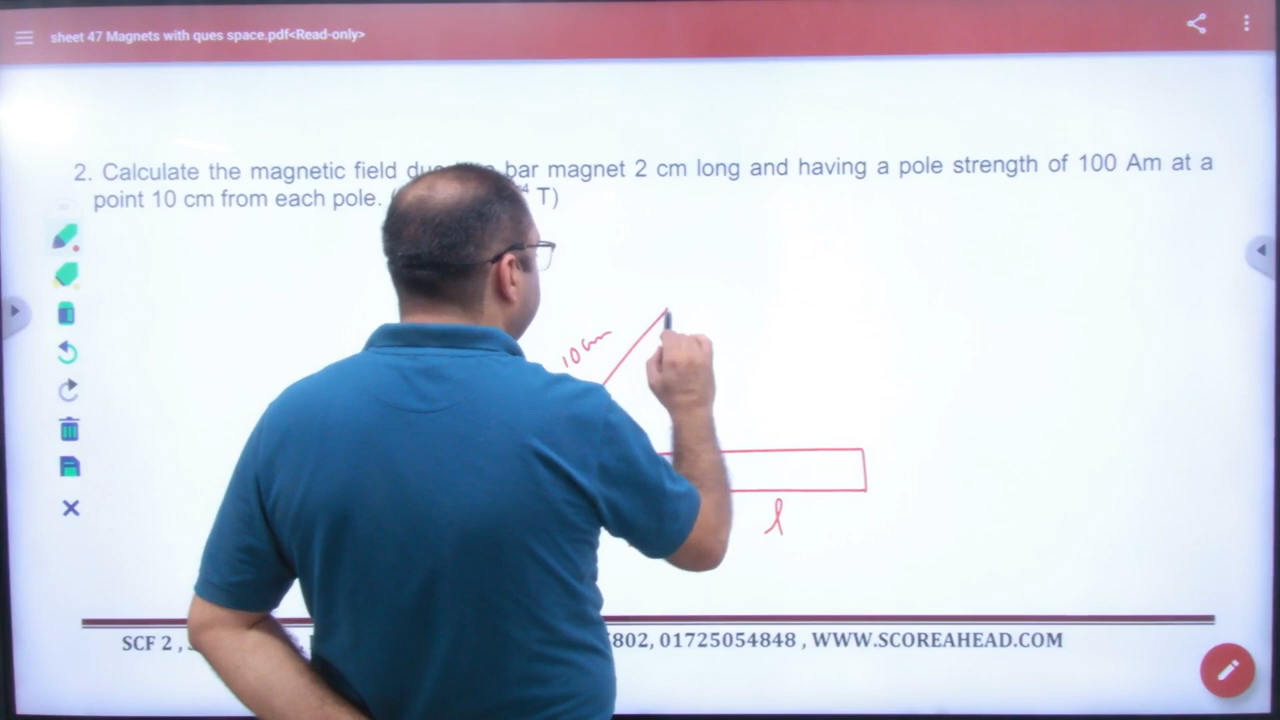 sheet 47 Magnets with ques space.pdf<Read-only>
2. Calculate the magnetic field bar magnet 2 cm long and having a pole strength of 100 Am at a
point 10 cm from each pole. T)
10cm
l
SCF 2 , 802, 01725054848 , WWW.SCOREAHEAD.COM